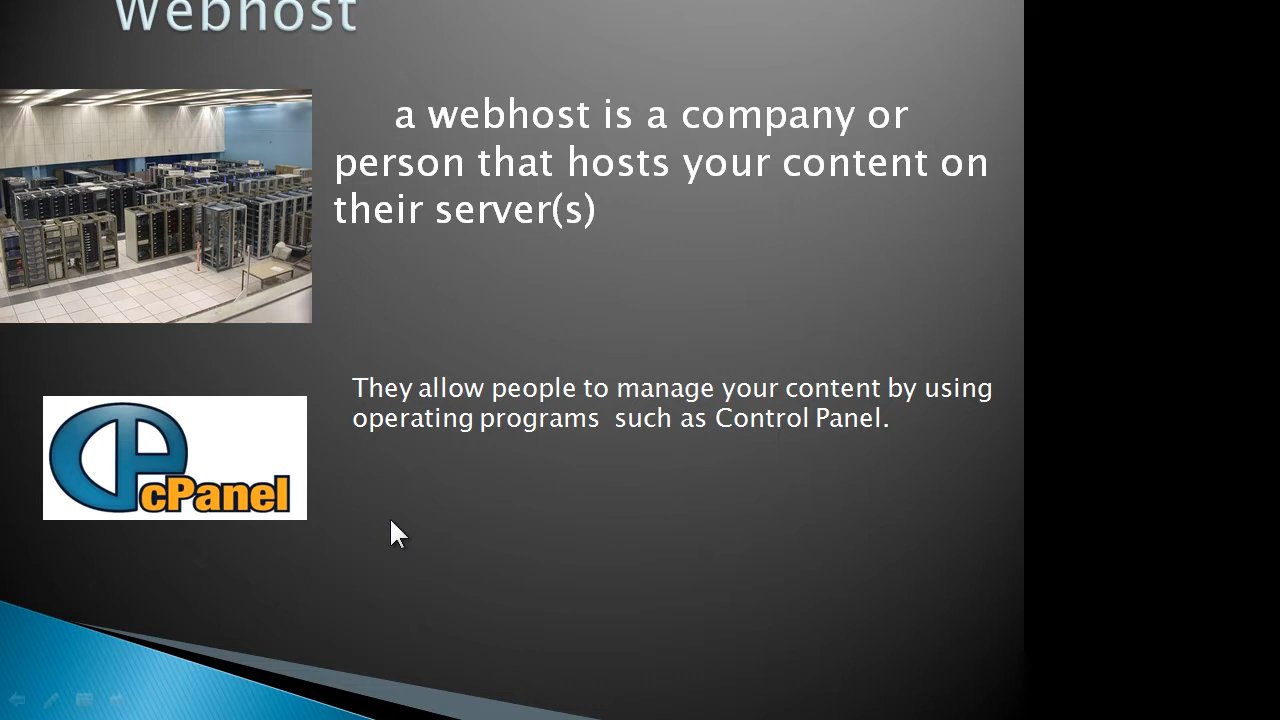 Webhost
a webhost is a company or
person that hosts your content on
their server(s)
They allow people to manage your content by using
operating programs  such as Control Panel.
cPanel